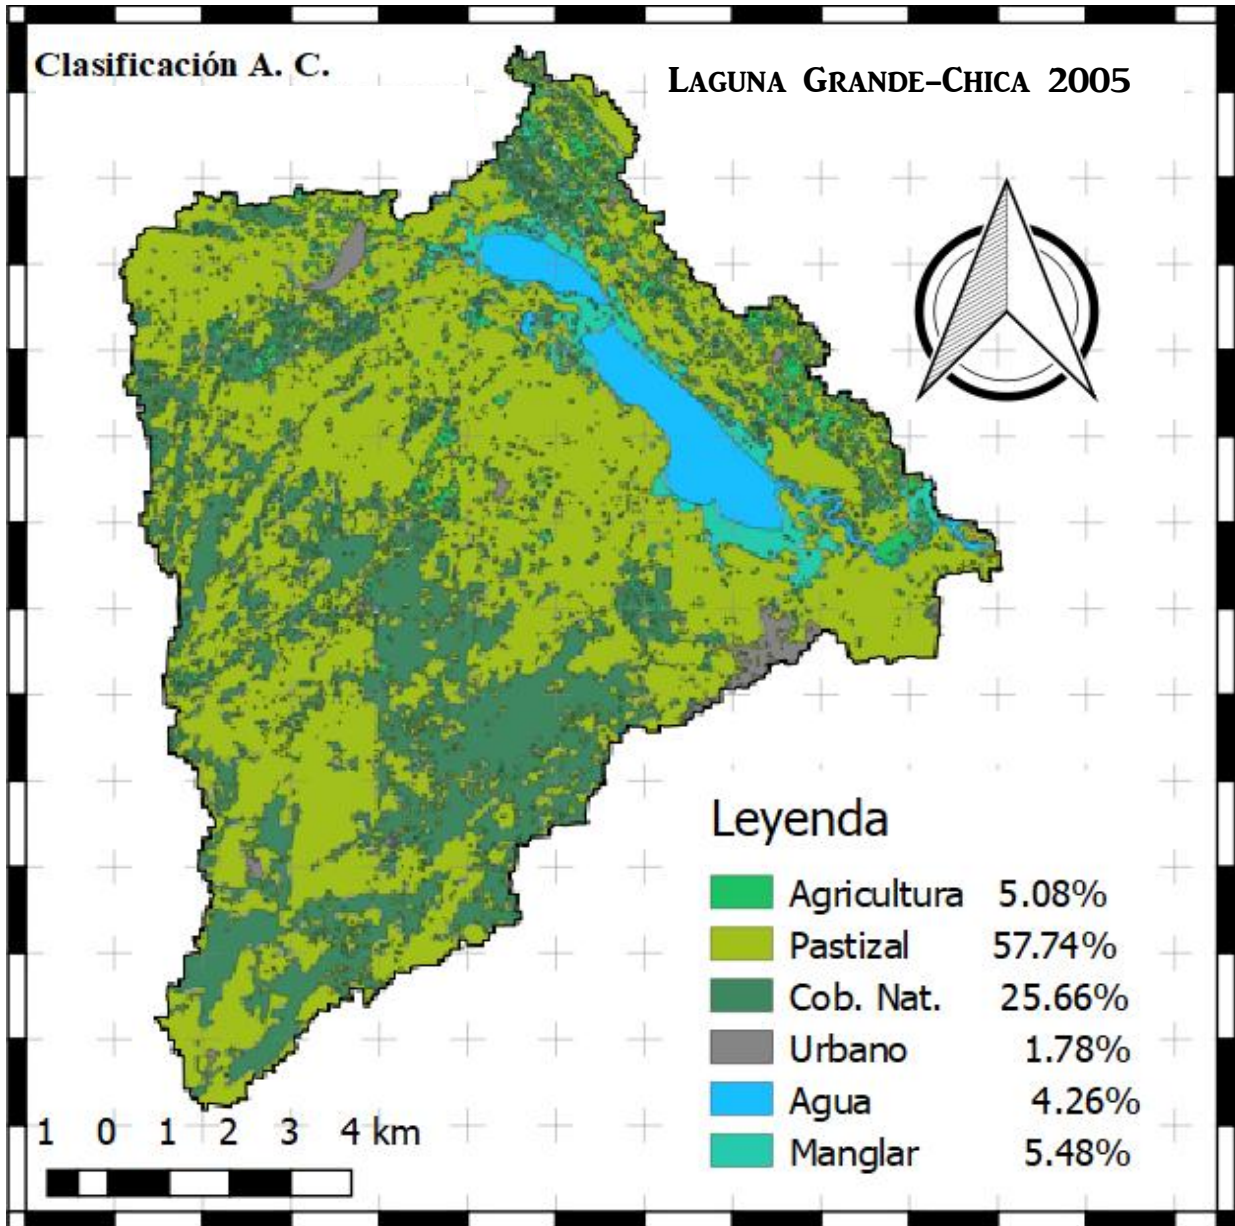 Clasificación A. C.
LAGUNA GRANDE–CHICA 2005
Leyenda
Agricultura 5.08%
Pastizal 57.74%
Cob. Nat. 25.66%
Urbano 1.78%
Agua 4.26%
Manglar 5.48%
1 0 1 2 3 4 km